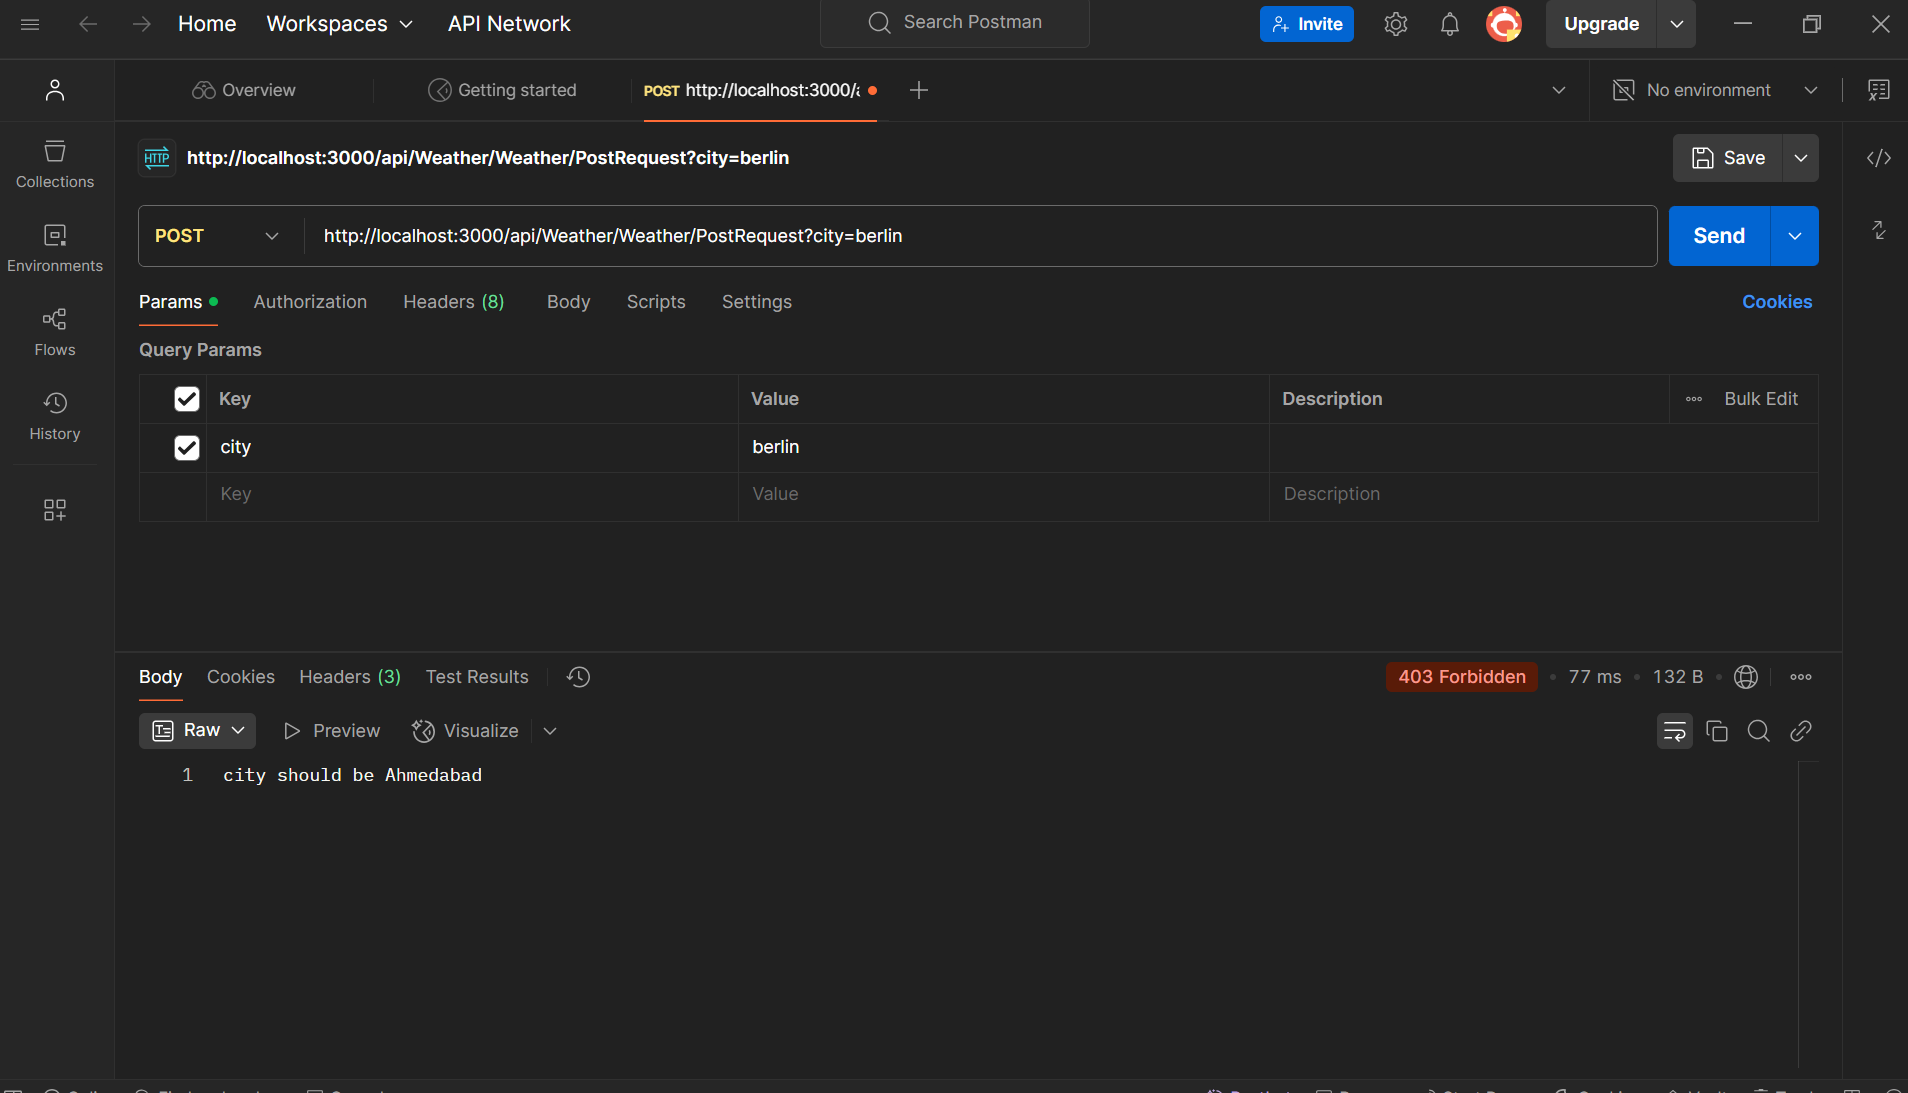 Home Workspaces API Network Search Postman Invite Upgrade
Overview Getting started POST http://localhost:3000/a No environment
HTTP http://localhost:3000/api/Weather/Weather/PostRequest?city=berlin Save
Collections
POST http://localhost:3000/api/Weather/Weather/PostRequest?city=berlin Send
Environments
Params Authorization Headers (8) Body Scripts Settings Cookies
Flows
Query Params
Key Value Description Bulk Edit
History
city berlin
Key Value Description
Body Cookies Headers (3) Test Results 403 Forbidden • 77 ms • 132 B •
Raw Preview Visualize
1 city should be Ahmedabad